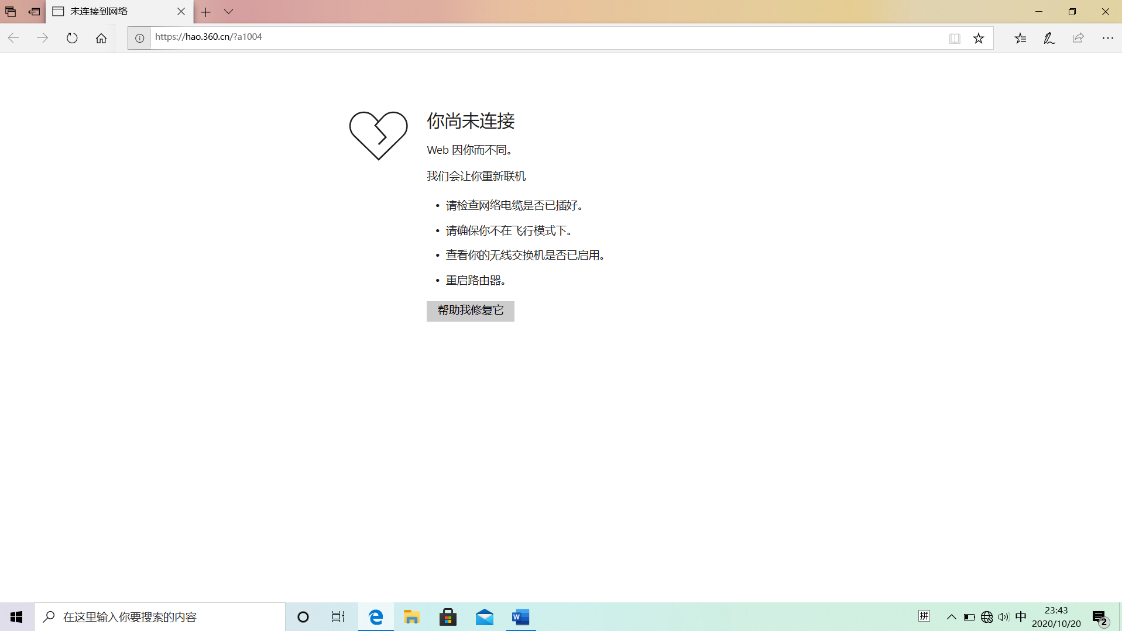 未连接到网络
https://hao.360.cn/?a1004
你尚未连接
Web 因你而不同。
我们会让你重新联机
• 请检查网络电缆是否已插好。
• 请确保你不在飞行模式下。
• 查看你的无线交换机是否已启用。
• 重启路由器。
帮助我修复它
在这里输入你要搜索的内容
拼
中
23:43
2020/10/20
2